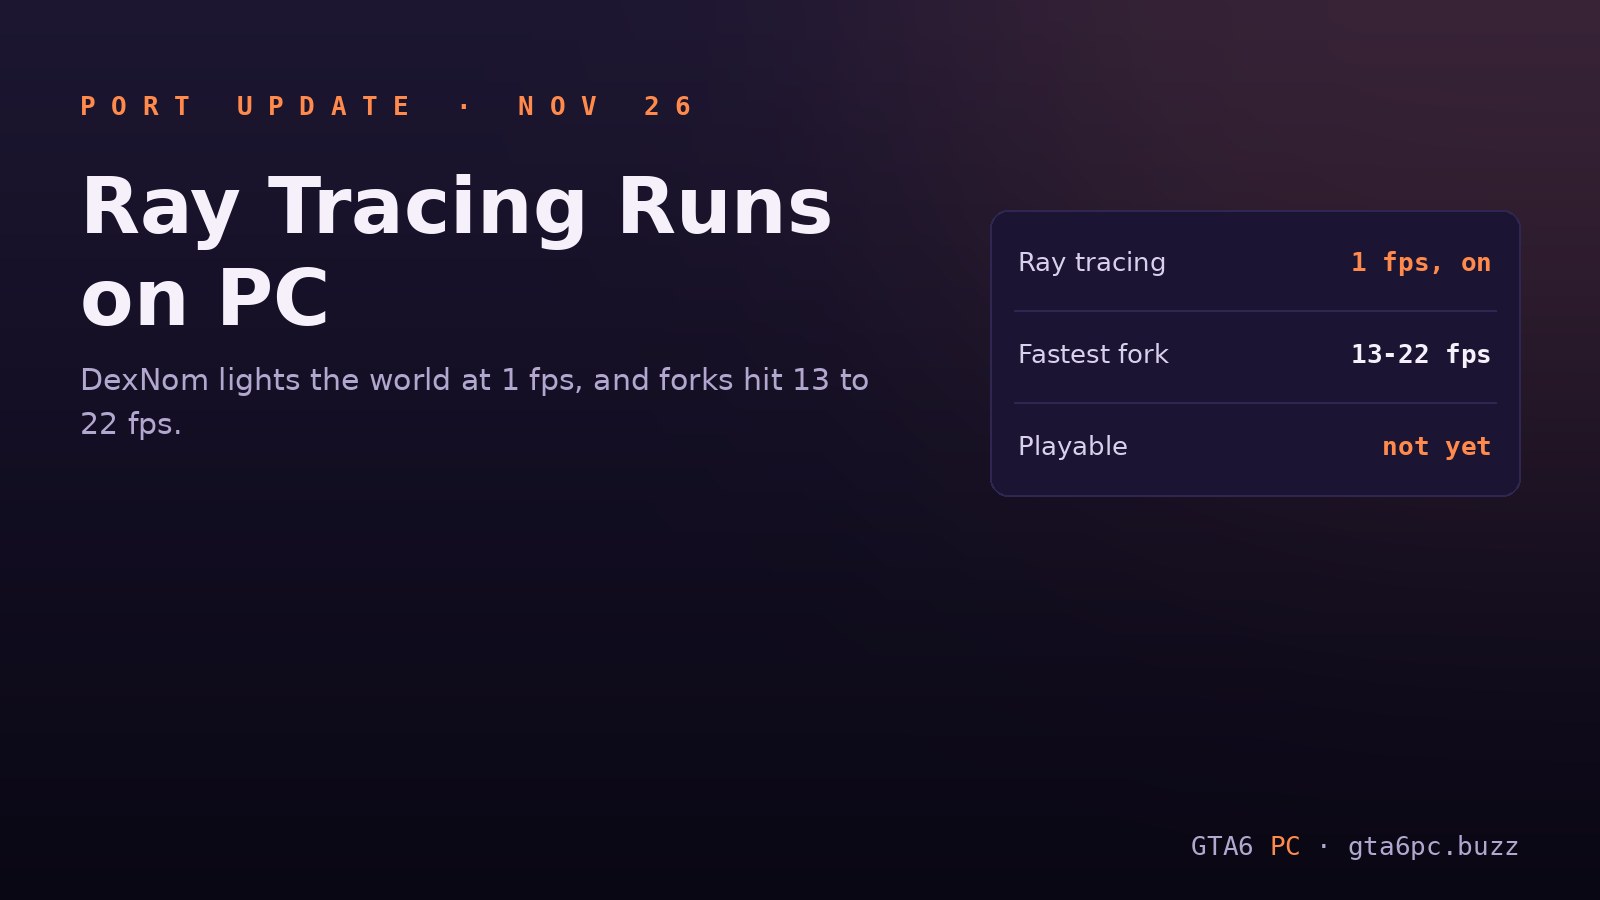 PORT UPDATE · NOV 26
Ray Tracing Runs
on PC
DexNom lights the world at 1 fps, and forks hit 13 to
22 fps.
Ray tracing 1 fps, on
Fastest fork 13-22 fps
Playable not yet
GTA6 PC · gta6pc.buzz